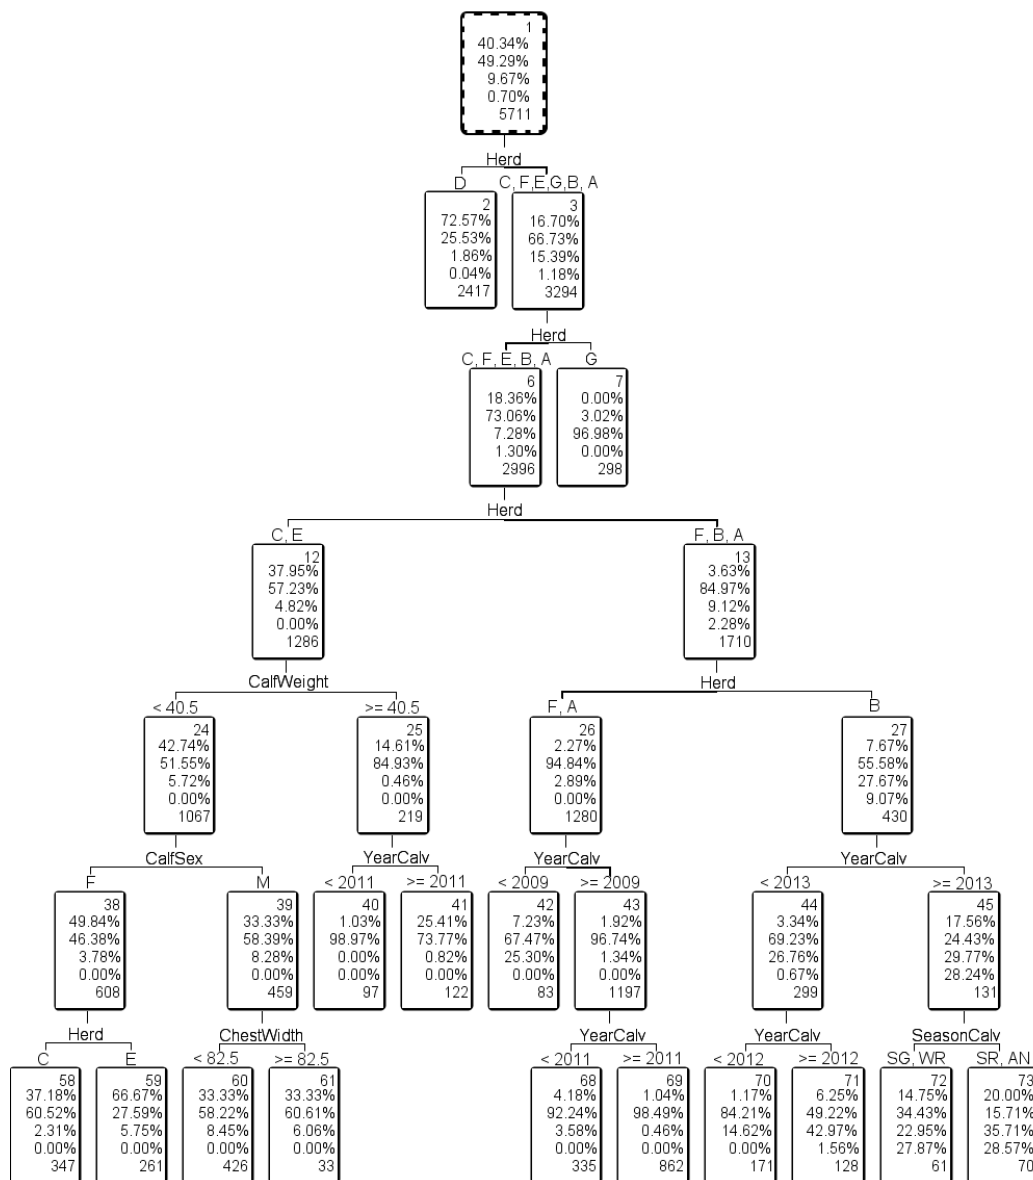 1
40.34%
49.29%
9.67%
0.70%
5711
Herd
D C, F,E,G,B, A
2 3
72.57% 16.70%
25.53% 66.73%
1.86% 15.39%
0.04% 1.18%
2417 3294
Herd
C, F, E, B, A G
6 7
18.36% 0.00%
73.06% 3.02%
7.28% 96.98%
1.30% 0.00%
2996 298
Herd
C, E F, B, A
12 13
37.95% 3.63%
57.23% 84.97%
4.82% 9.12%
0.00% 2.28%
1286 1710
CalfWeight Herd
< 40.5 >= 40.5 F, A B
24 25 26 27
42.74% 14.61% 2.27% 7.67%
51.55% 84.93% 94.84% 55.58%
5.72% 0.46% 2.89% 27.67%
0.00% 0.00% 0.00% 9.07%
1067 219 1280 430
CalfSex YearCalv YearCalv YearCalv
F M < 2011 >= 2011 < 2009 >= 2009 < 2013 >= 2013
38 39 40 41 42 43 44 45
49.84% 33.33% 1.03% 25.41% 7.23% 1.92% 3.34% 17.56%
46.38% 58.39% 98.97% 73.77% 67.47% 96.74% 69.23% 24.43%
3.78% 8.28% 0.00% 0.82% 25.30% 1.34% 26.76% 29.77%
0.00% 0.00% 0.00% 0.00% 0.00% 0.00% 0.67% 28.24%
608 459 97 122 83 1197 299 131
Herd ChestWidth YearCalv YearCalv SeasonCalv
C E < 82.5 >= 82.5 < 2011 >= 2011 < 2012 >= 2012 SG, WR SR, AN
58 59 60 61 68 69 70 71 72 73
37.18% 66.67% 33.33% 33.33% 4.18% 1.04% 1.17% 6.25% 14.75% 20.00%
60.52% 27.59% 58.22% 60.61% 92.24% 98.49% 84.21% 49.22% 34.43% 15.71%
2.31% 5.75% 8.45% 6.06% 3.58% 0.46% 14.62% 42.97% 22.95% 35.71%
0.00% 0.00% 0.00% 0.00% 0.00% 0.00% 0.00% 1.56% 27.87% 28.57%
347 261 426 33 335 862 171 128 61 70